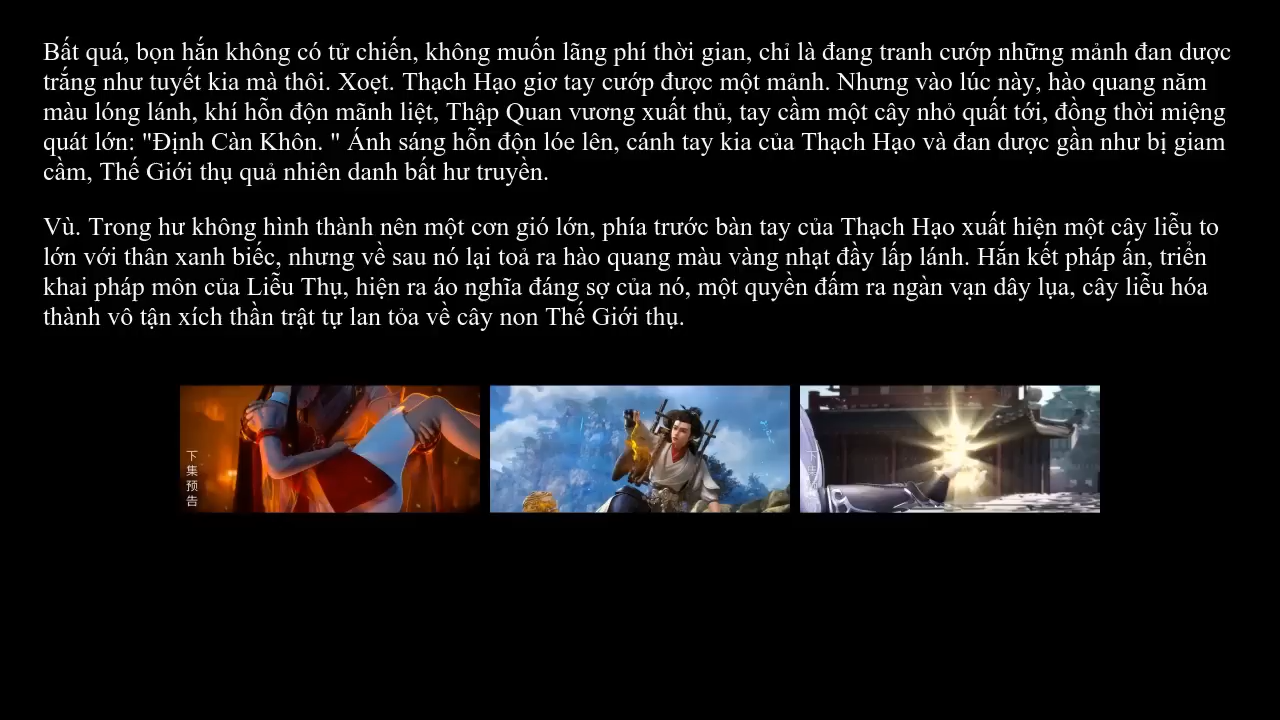 Bất quá, bọn hắn không có tử chiến, không muốn lãng phí thời gian, chỉ là đang tranh cướp những mảnh đan dược
trắng như tuyết kia mà thôi. Xoẹt. Thạch Hạo giơ tay cướp được một mảnh. Nhưng vào lúc này, hào quang năm
màu lóng lánh, khí hỗn độn mãnh liệt, Thập Quan vương xuất thủ, tay cầm một cây nhỏ quất tới, đồng thời miệng
quát lớn: "Định Càn Khôn. " Ánh sáng hỗn độn lóe lên, cánh tay kia của Thạch Hạo và đan dược gần như bị giam
cầm, Thế Giới thụ quả nhiên danh bất hư truyền.
Vù. Trong hư không hình thành nên một cơn gió lớn, phía trước bàn tay của Thạch Hạo xuất hiện một cây liễu to
lớn với thân xanh biếc, nhưng về sau nó lại toả ra hào quang màu vàng nhạt đầy lấp lánh. Hắn kết pháp ấn, triển
khai pháp môn của Liễu Thụ, hiện ra áo nghĩa đáng sợ của nó, một quyền đấm ra ngàn vạn dây lụa, cây liễu hóa
thành vô tận xích thần trật tự lan tỏa về cây non Thế Giới thụ.
下集预告